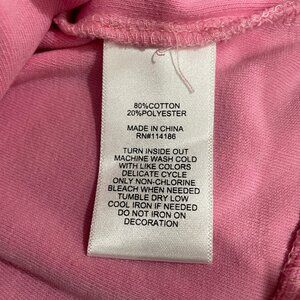 80%COTTON
20%POLYESTER
MADE IN CHINA
RN#114186
TURN INSIDE OUT
MACHINE WASH COLD
WITH LIKE COLORS
DELICATE CYCLE
ONLY NON-CHLORINE
BLEACH WHEN NEEDED
TUMBLE DRY LOW
COOL IRON IF NEEDED
DO NOT IRON ON
DECORATION